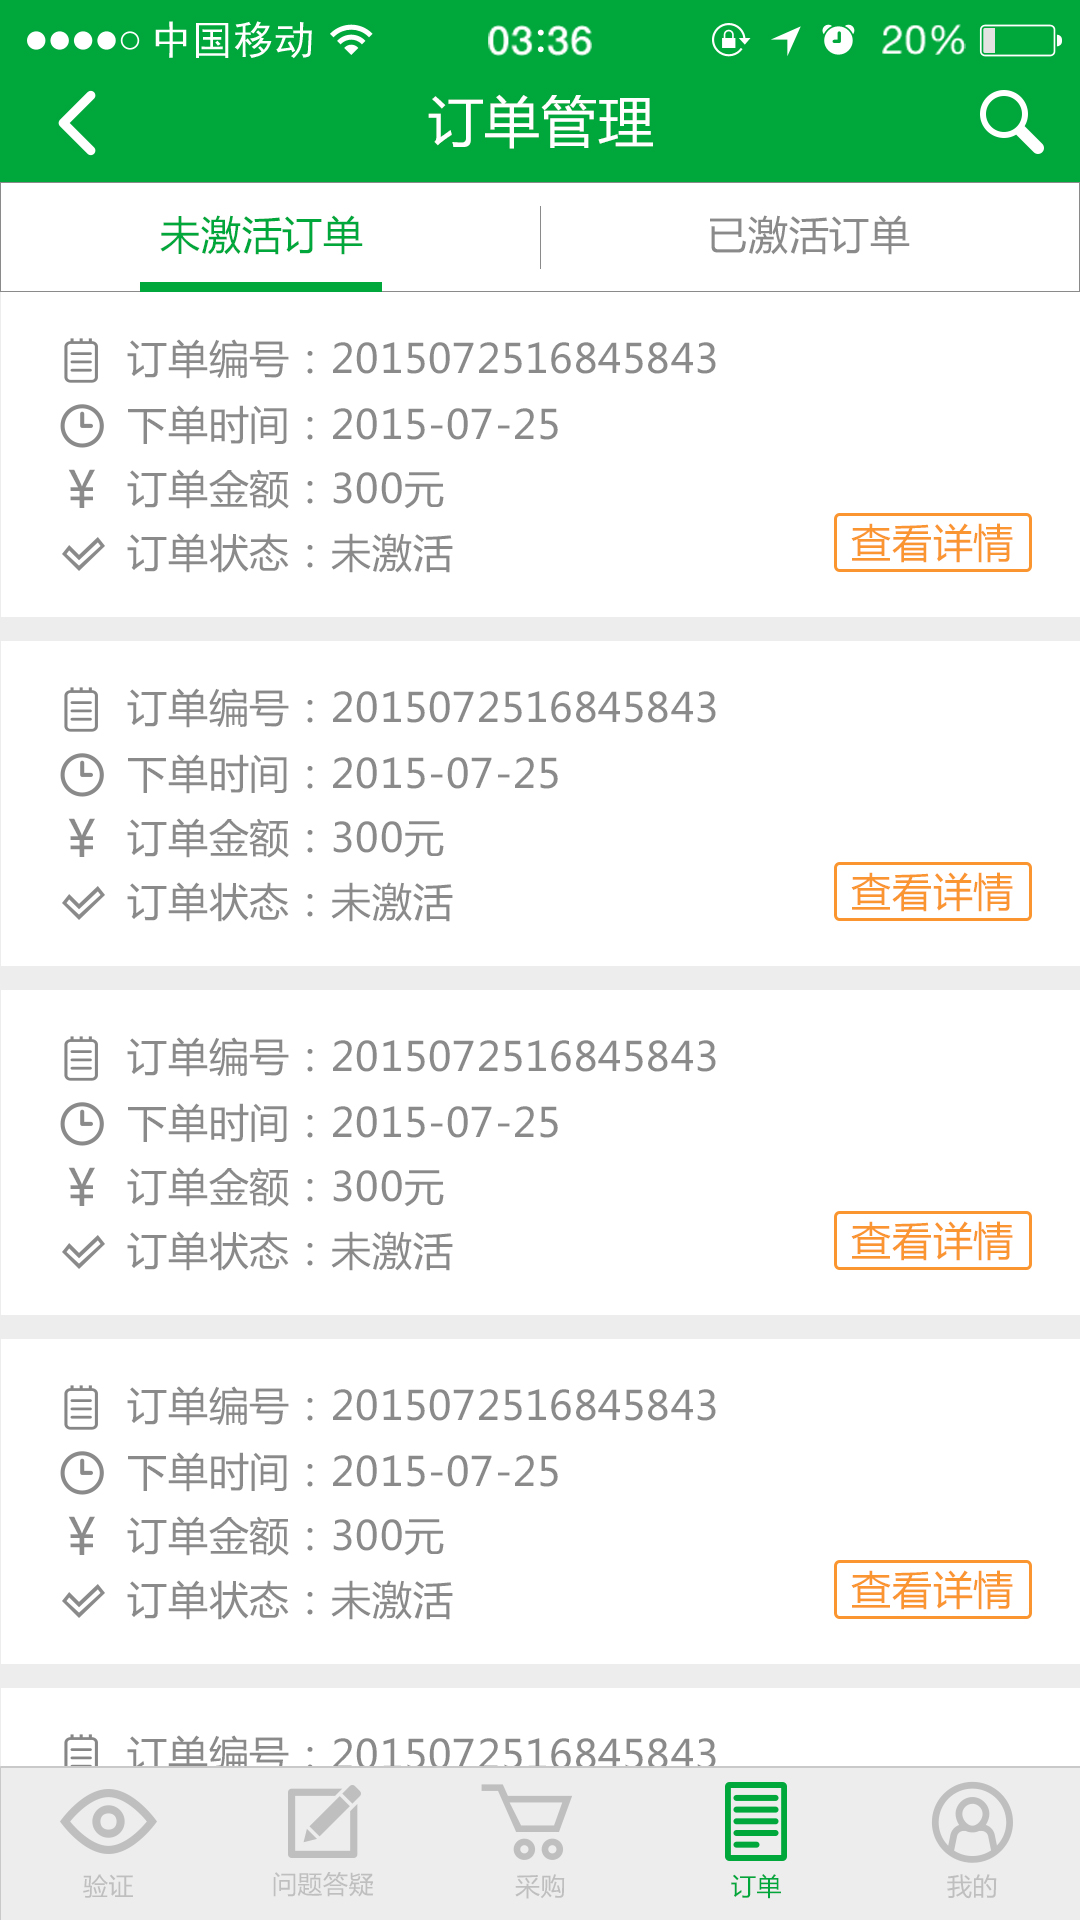 中国移动 03:36 20%
订单管理
未激活订单 已激活订单
订单编号：2015072516845843
下单时间：2015-07-25
¥ 订单金额：300元
订单状态：未激活
查看详情
订单编号：2015072516845843
下单时间：2015-07-25
¥ 订单金额：300元
订单状态：未激活
查看详情
订单编号：2015072516845843
下单时间：2015-07-25
¥ 订单金额：300元
订单状态：未激活
查看详情
订单编号：2015072516845843
下单时间：2015-07-25
¥ 订单金额：300元
订单状态：未激活
查看详情
订单编号：2015072516845843
验证 问题答疑 采购 订单 我的